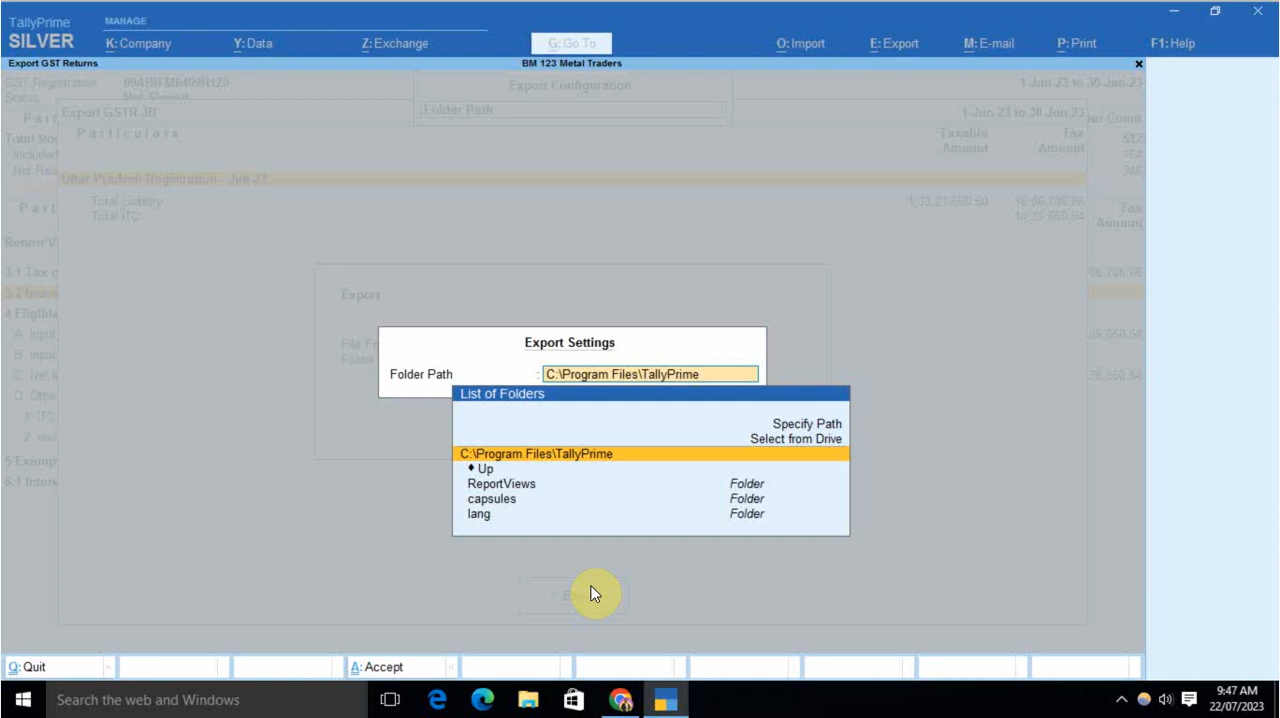 TallyPrime MANAGE
SILVER K: Company Y: Data Z: Exchange G: Go To O: Import E: Export M: E-mail P: Print F1: Help
Export GST Returns BM 123 Metal Traders
GST Registration 1-Jun-23 to 30-Jun-23
Status Export Configuration
Export GSTR-3B Folder Path 1-Jun-23 to 30-Jun-23
Particulars Taxable Amount Tax Amount
Uttar Pradesh Registration
Total Liability
Total ITC
Return V
Export
Export Settings
Folder Path : C:\Program Files\TallyPrime
List of Folders
Specify Path
Select from Drive
C:\Program Files\TallyPrime
♦ Up
ReportViews Folder
capsules Folder
lang Folder
Q: Quit A: Accept
Search the web and Windows
9:47 AM
22/07/2023